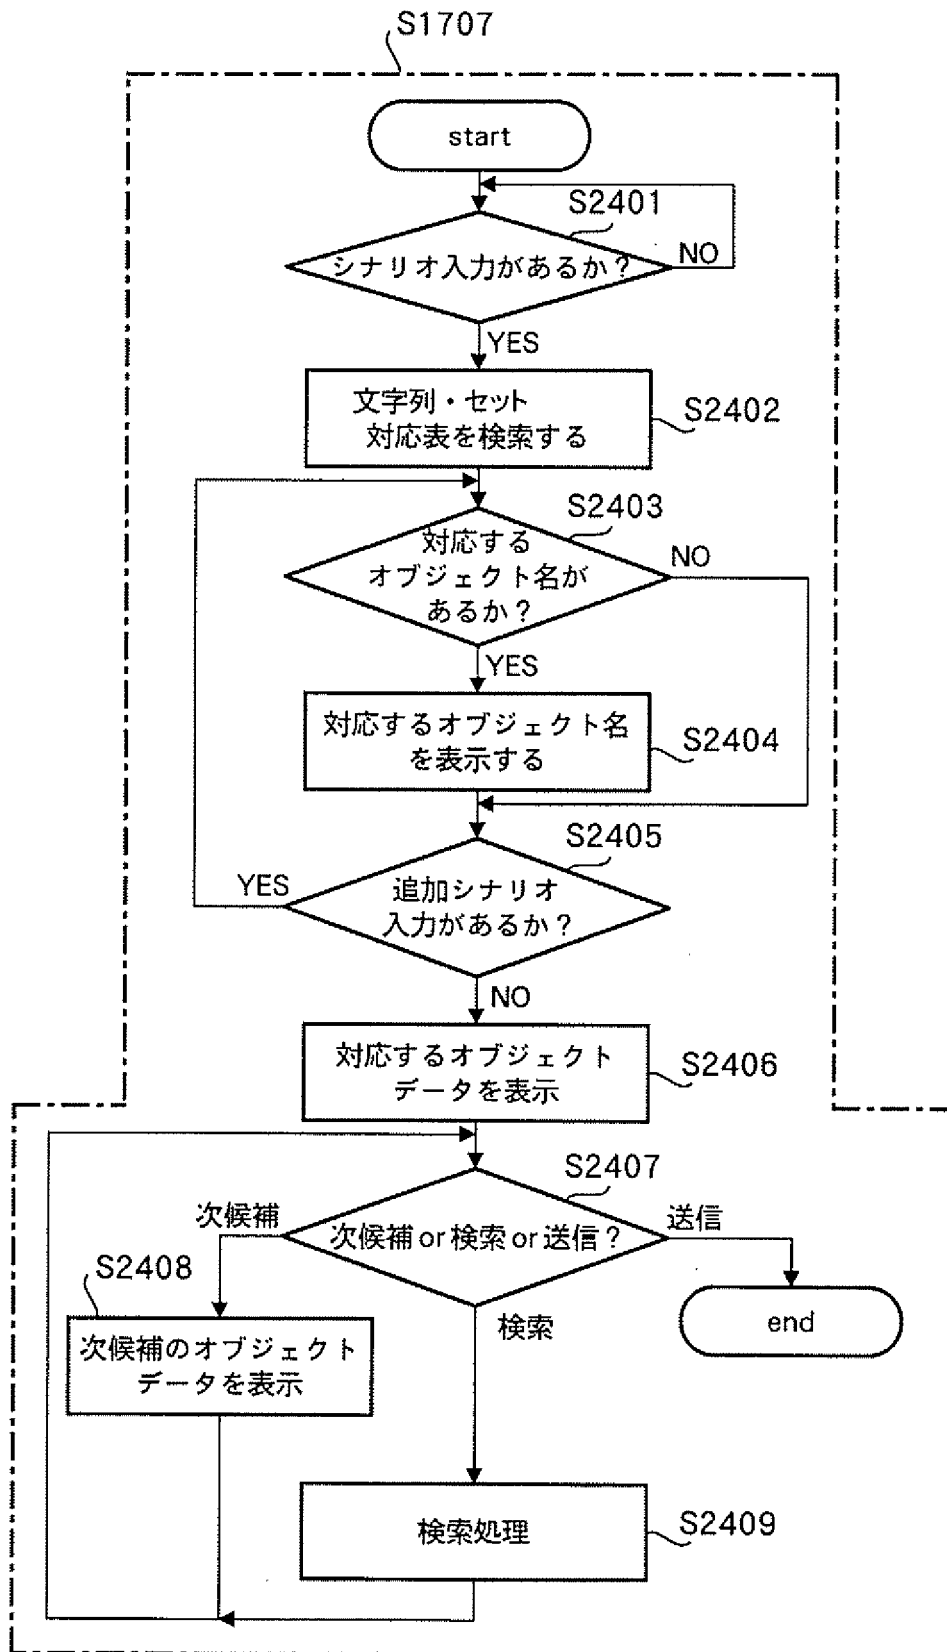 S1707
start
S2401
シナリオ入力があるか?
NO
YES
文字列・セット
対応表を検索する
S2402
S2403
対応する
オブジェクト名が
あるか?
NO
YES
対応するオブジェクト名
を表示する
S2404
S2405
YES
追加シナリオ
入力があるか?
NO
対応するオブジェクト
データを表示
S2406
S2407
次候補
次候補or検索or送信?
送信
S2408
次候補のオブジェクト
データを表示
検索
end
検索処理
S2409